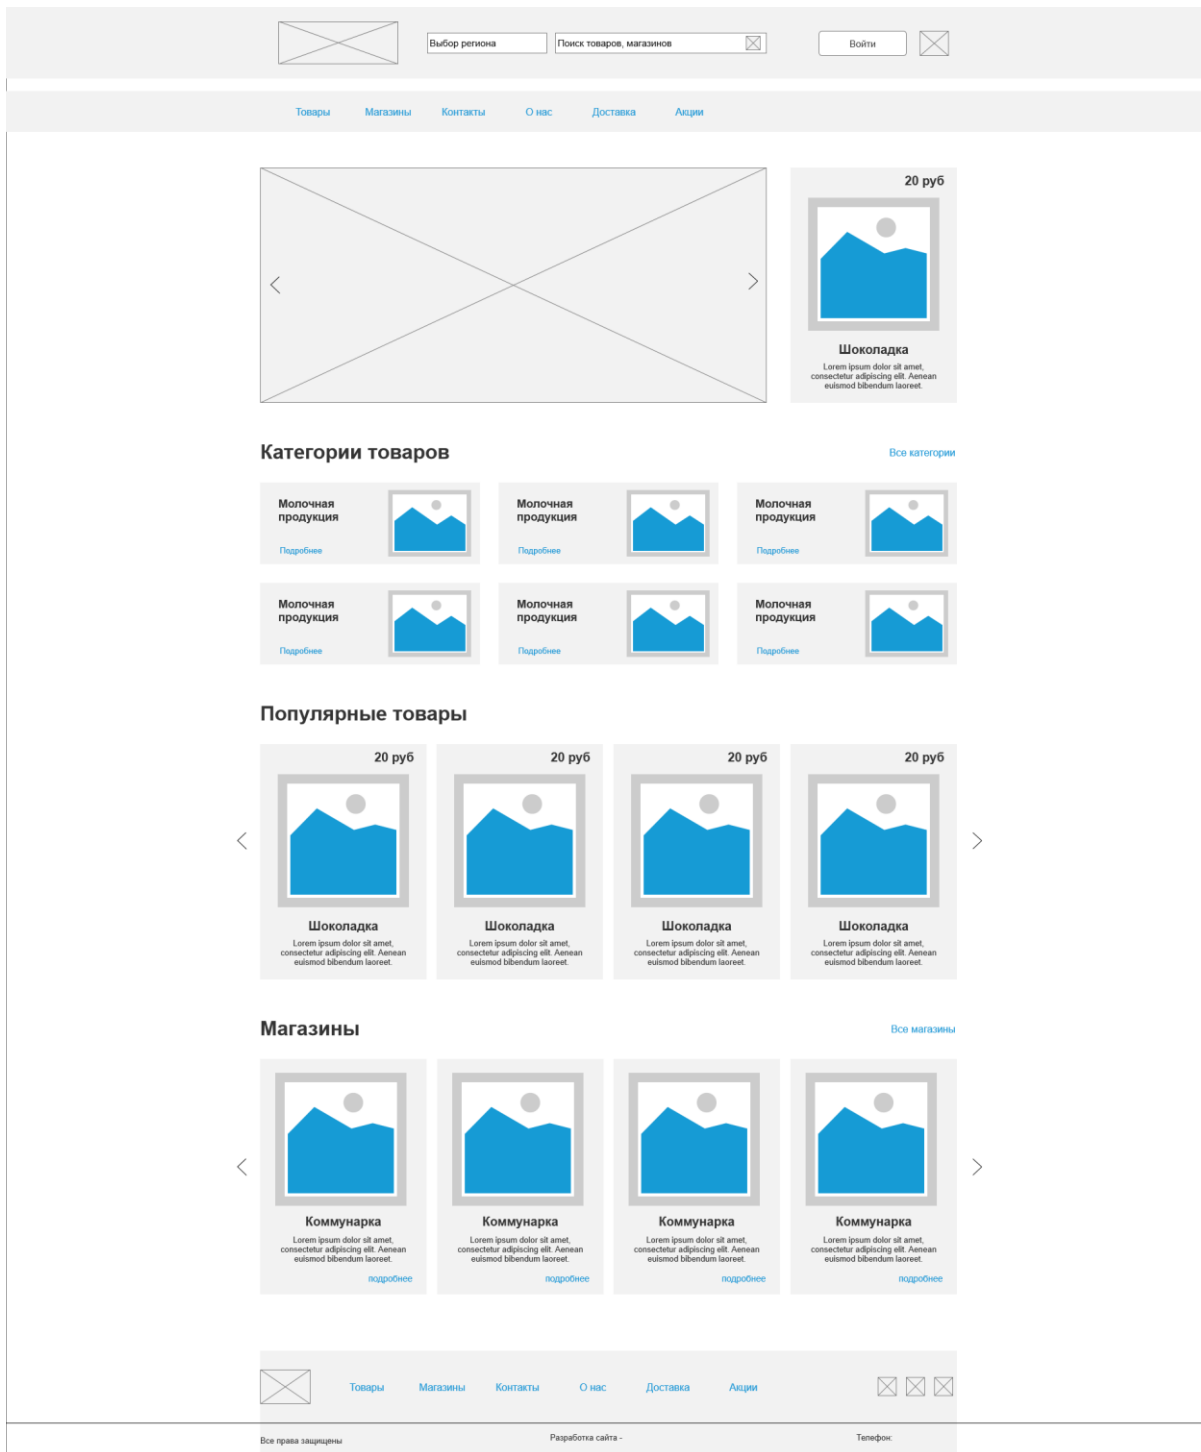 Выбор региона
Поиск товаров, магазинов
Войти
Товары Магазины Контакты О нас Доставка Акции
20 руб
Шоколадка
Lorem ipsum dolor sit amet,
consectetur adipiscing elit. Aenean
euismod bibendum laoreet.
Категории товаров
Все категории
Молочная
продукция
Подробнее
Молочная
продукция
Подробнее
Молочная
продукция
Подробнее
Молочная
продукция
Подробнее
Молочная
продукция
Подробнее
Молочная
продукция
Подробнее
Популярные товары
20 руб
Шоколадка
Lorem ipsum dolor sit amet,
consectetur adipiscing elit. Aenean
euismod bibendum laoreet.
20 руб
Шоколадка
Lorem ipsum dolor sit amet,
consectetur adipiscing elit. Aenean
euismod bibendum laoreet.
20 руб
Шоколадка
Lorem ipsum dolor sit amet,
consectetur adipiscing elit. Aenean
euismod bibendum laoreet.
20 руб
Шоколадка
Lorem ipsum dolor sit amet,
consectetur adipiscing elit. Aenean
euismod bibendum laoreet.
Магазины
Все магазины
Коммунарка
Lorem ipsum dolor sit amet,
consectetur adipiscing elit. Aenean
euismod bibendum laoreet.
подробнее
Коммунарка
Lorem ipsum dolor sit amet,
consectetur adipiscing elit. Aenean
euismod bibendum laoreet.
подробнее
Коммунарка
Lorem ipsum dolor sit amet,
consectetur adipiscing elit. Aenean
euismod bibendum laoreet.
подробнее
Коммунарка
Lorem ipsum dolor sit amet,
consectetur adipiscing elit. Aenean
euismod bibendum laoreet.
подробнее
Товары Магазины Контакты О нас Доставка Акции
Все права защищены
Разработка сайта -
Телефон: